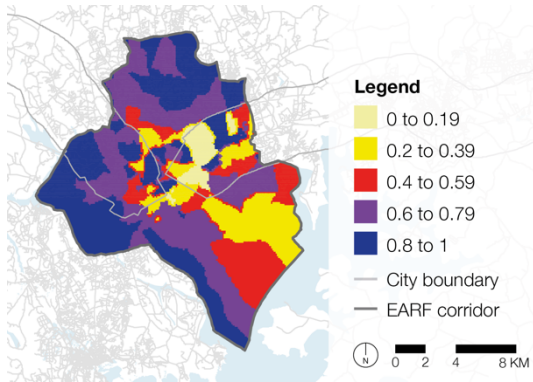 Legend
0 to 0.19
0.2 to 0.39
0.4 to 0.59
0.6 to 0.79
0.8 to 1
City boundary
EARF corridor
N
0 2 4 8 KM